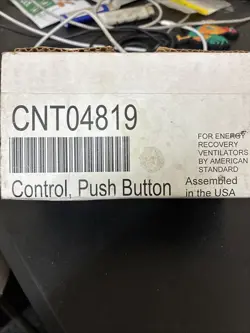 CNT04819
FOR ENERGY
RECOVERY
VENTILATORS
BY AMERICAN
STANDARD
Control, Push Button
Assembled
in the USA